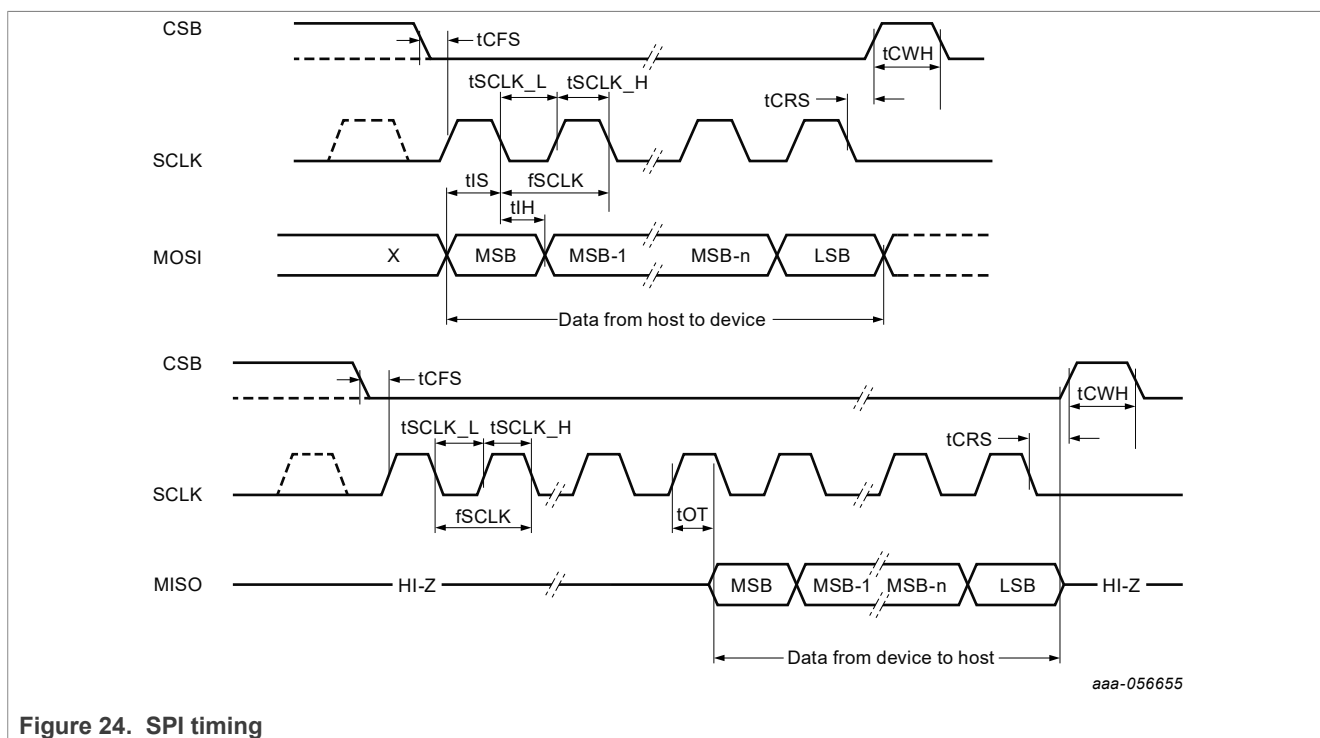 CSB
tCFS
tCWH
tSCLK_L tSCLK_H
tCRS
SCLK
tIS fSCLK
tIH
MOSI X MSB MSB-1 MSB-n LSB
Data from host to device
CSB
tCFS
tCWH
tSCLK_L tSCLK_H
tCRS
SCLK
fSCLK tOT
MISO HI-Z MSB MSB-1 MSB-n LSB HI-Z
Data from device to host
aaa-056655
Figure 24. SPI timing